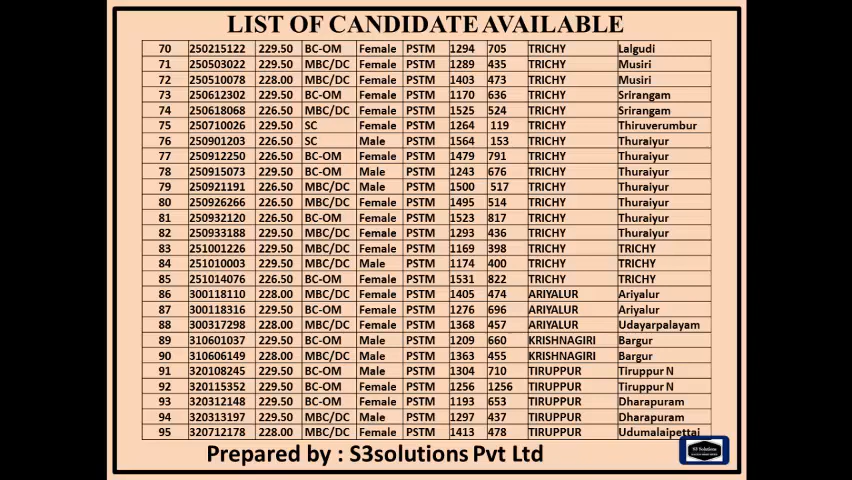 LIST OF CANDIDATE AVAILABLE
70 250215122 229.50 BC-OM Female PSTM 1294 705 TRICHY Lalgudi
71 250503022 229.50 MBC/DC Female PSTM 1289 435 TRICHY Musiri
72 250510078 228.00 MBC/DC Female PSTM 1403 473 TRICHY Musiri
73 250612302 229.50 BC-OM Female PSTM 1170 636 TRICHY Srirangam
74 250618068 226.50 MBC/DC Female PSTM 1525 524 TRICHY Srirangam
75 250710026 229.50 SC Female PSTM 1264 119 TRICHY Thiruverumbur
76 250901203 226.50 SC Male PSTM 1564 153 TRICHY Thuraiyur
77 250912250 226.50 BC-OM Female PSTM 1479 791 TRICHY Thuraiyur
78 250915073 229.50 BC-OM Male PSTM 1243 676 TRICHY Thuraiyur
79 250921191 226.50 MBC/DC Male PSTM 1500 517 TRICHY Thuraiyur
80 250926266 226.50 MBC/DC Female PSTM 1495 514 TRICHY Thuraiyur
81 250932120 226.50 BC-OM Female PSTM 1523 817 TRICHY Thuraiyur
82 250933188 229.50 MBC/DC Female PSTM 1293 436 TRICHY Thuraiyur
83 251001226 229.50 MBC/DC Female PSTM 1169 398 TRICHY TRICHY
84 251010003 229.50 MBC/DC Male PSTM 1174 400 TRICHY TRICHY
85 251014076 226.50 BC-OM Female PSTM 1531 822 TRICHY TRICHY
86 300118110 228.00 MBC/DC Female PSTM 1405 474 ARIYALUR Ariyalur
87 300118316 229.50 BC-OM Female PSTM 1276 696 ARIYALUR Ariyalur
88 300317298 228.00 MBC/DC Female PSTM 1368 457 ARIYALUR Udayarpalayam
89 310601037 229.50 BC-OM Male PSTM 1209 660 KRISHNAGIRI Bargur
90 310606149 228.00 MBC/DC Male PSTM 1363 455 KRISHNAGIRI Bargur
91 320108245 229.50 BC-OM Male PSTM 1304 710 TIRUPPUR Tiruppur N
92 320115352 229.50 BC-OM Female PSTM 1256 1256 TIRUPPUR Tiruppur N
93 320312148 229.50 BC-OM Female PSTM 1193 653 TIRUPPUR Dharapuram
94 320313197 229.50 MBC/DC Male PSTM 1297 437 TIRUPPUR Dharapuram
95 320712178 228.00 MBC/DC Female PSTM 1413 478 TIRUPPUR Udumalaipettai
Prepared by : S3solutions Pvt Ltd
S3 Solutions